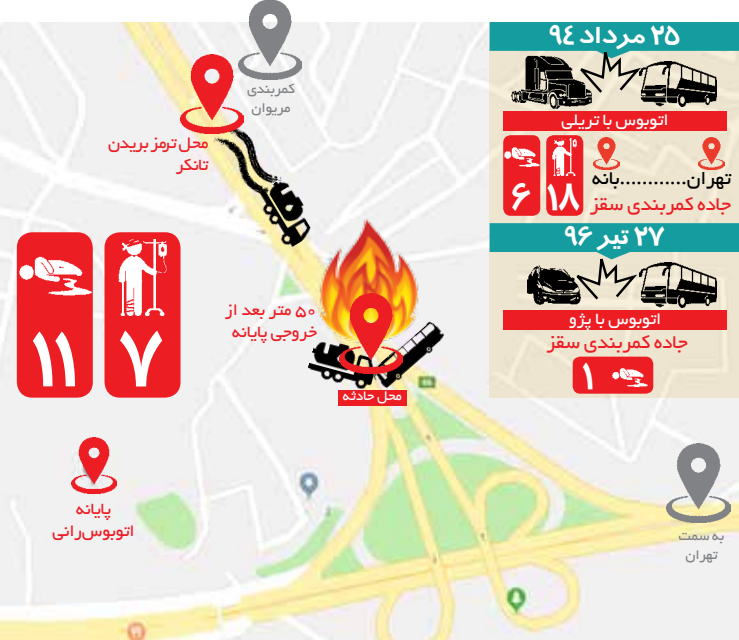 ۲۵ مرداد ۹۴
اتوبوس با تریلی
تهران............بانه
جاده کمربندی سقز
۱۸
۶
۲۷ تیر ۹۶
اتوبوس با پژو
جاده کمربندی سقز
۱
کمربندی
مریوان
محل ترمز بریدن
تانکر
۵۰ متر بعد از
خروجی پایانه
محل حادثه
۷
۱۱
پایانه
اتوبوس‌رانی
به سمت
تهران